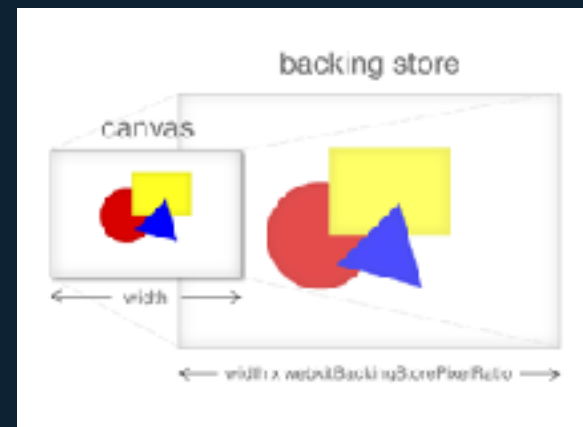 backing store
canvas
width
width x webkitBackingStorePixelRatio